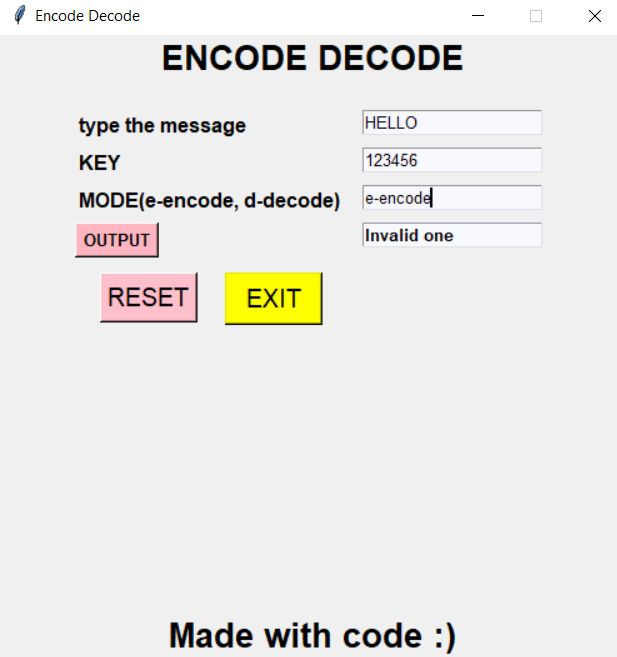 Encode Decode
ENCODE DECODE
type the message HELLO
KEY 123456
MODE(e-encode, d-decode) e-encode
OUTPUT Invalid one
RESET EXIT
Made with code :)